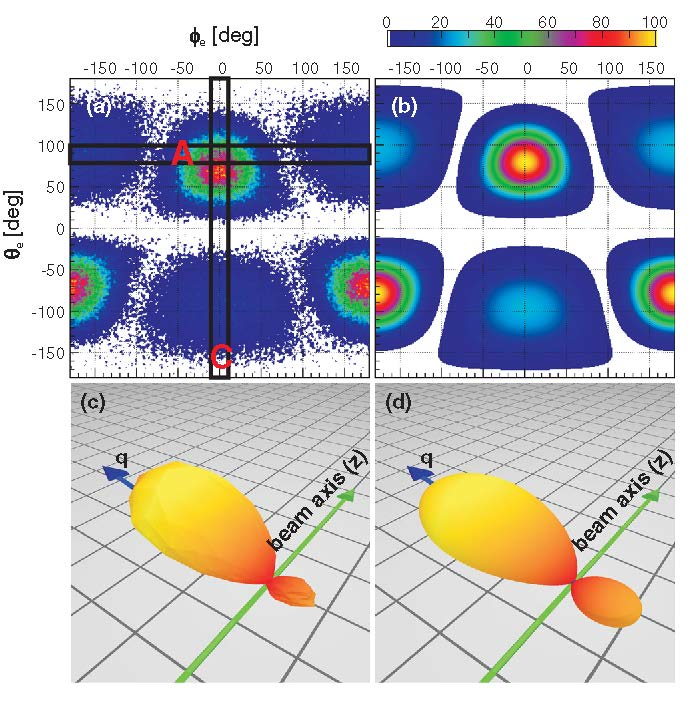 ϕe [deg]
0 20 40 60 80 100
-150 -100 -50 0 50 100 150
-150 -100 -50 0 50 100 150
(a)
(b)
150
100
50
0
-50
-100
-150
θe [deg]
A
C
(c)
(d)
q
q
beam axis (z)
beam axis (z)